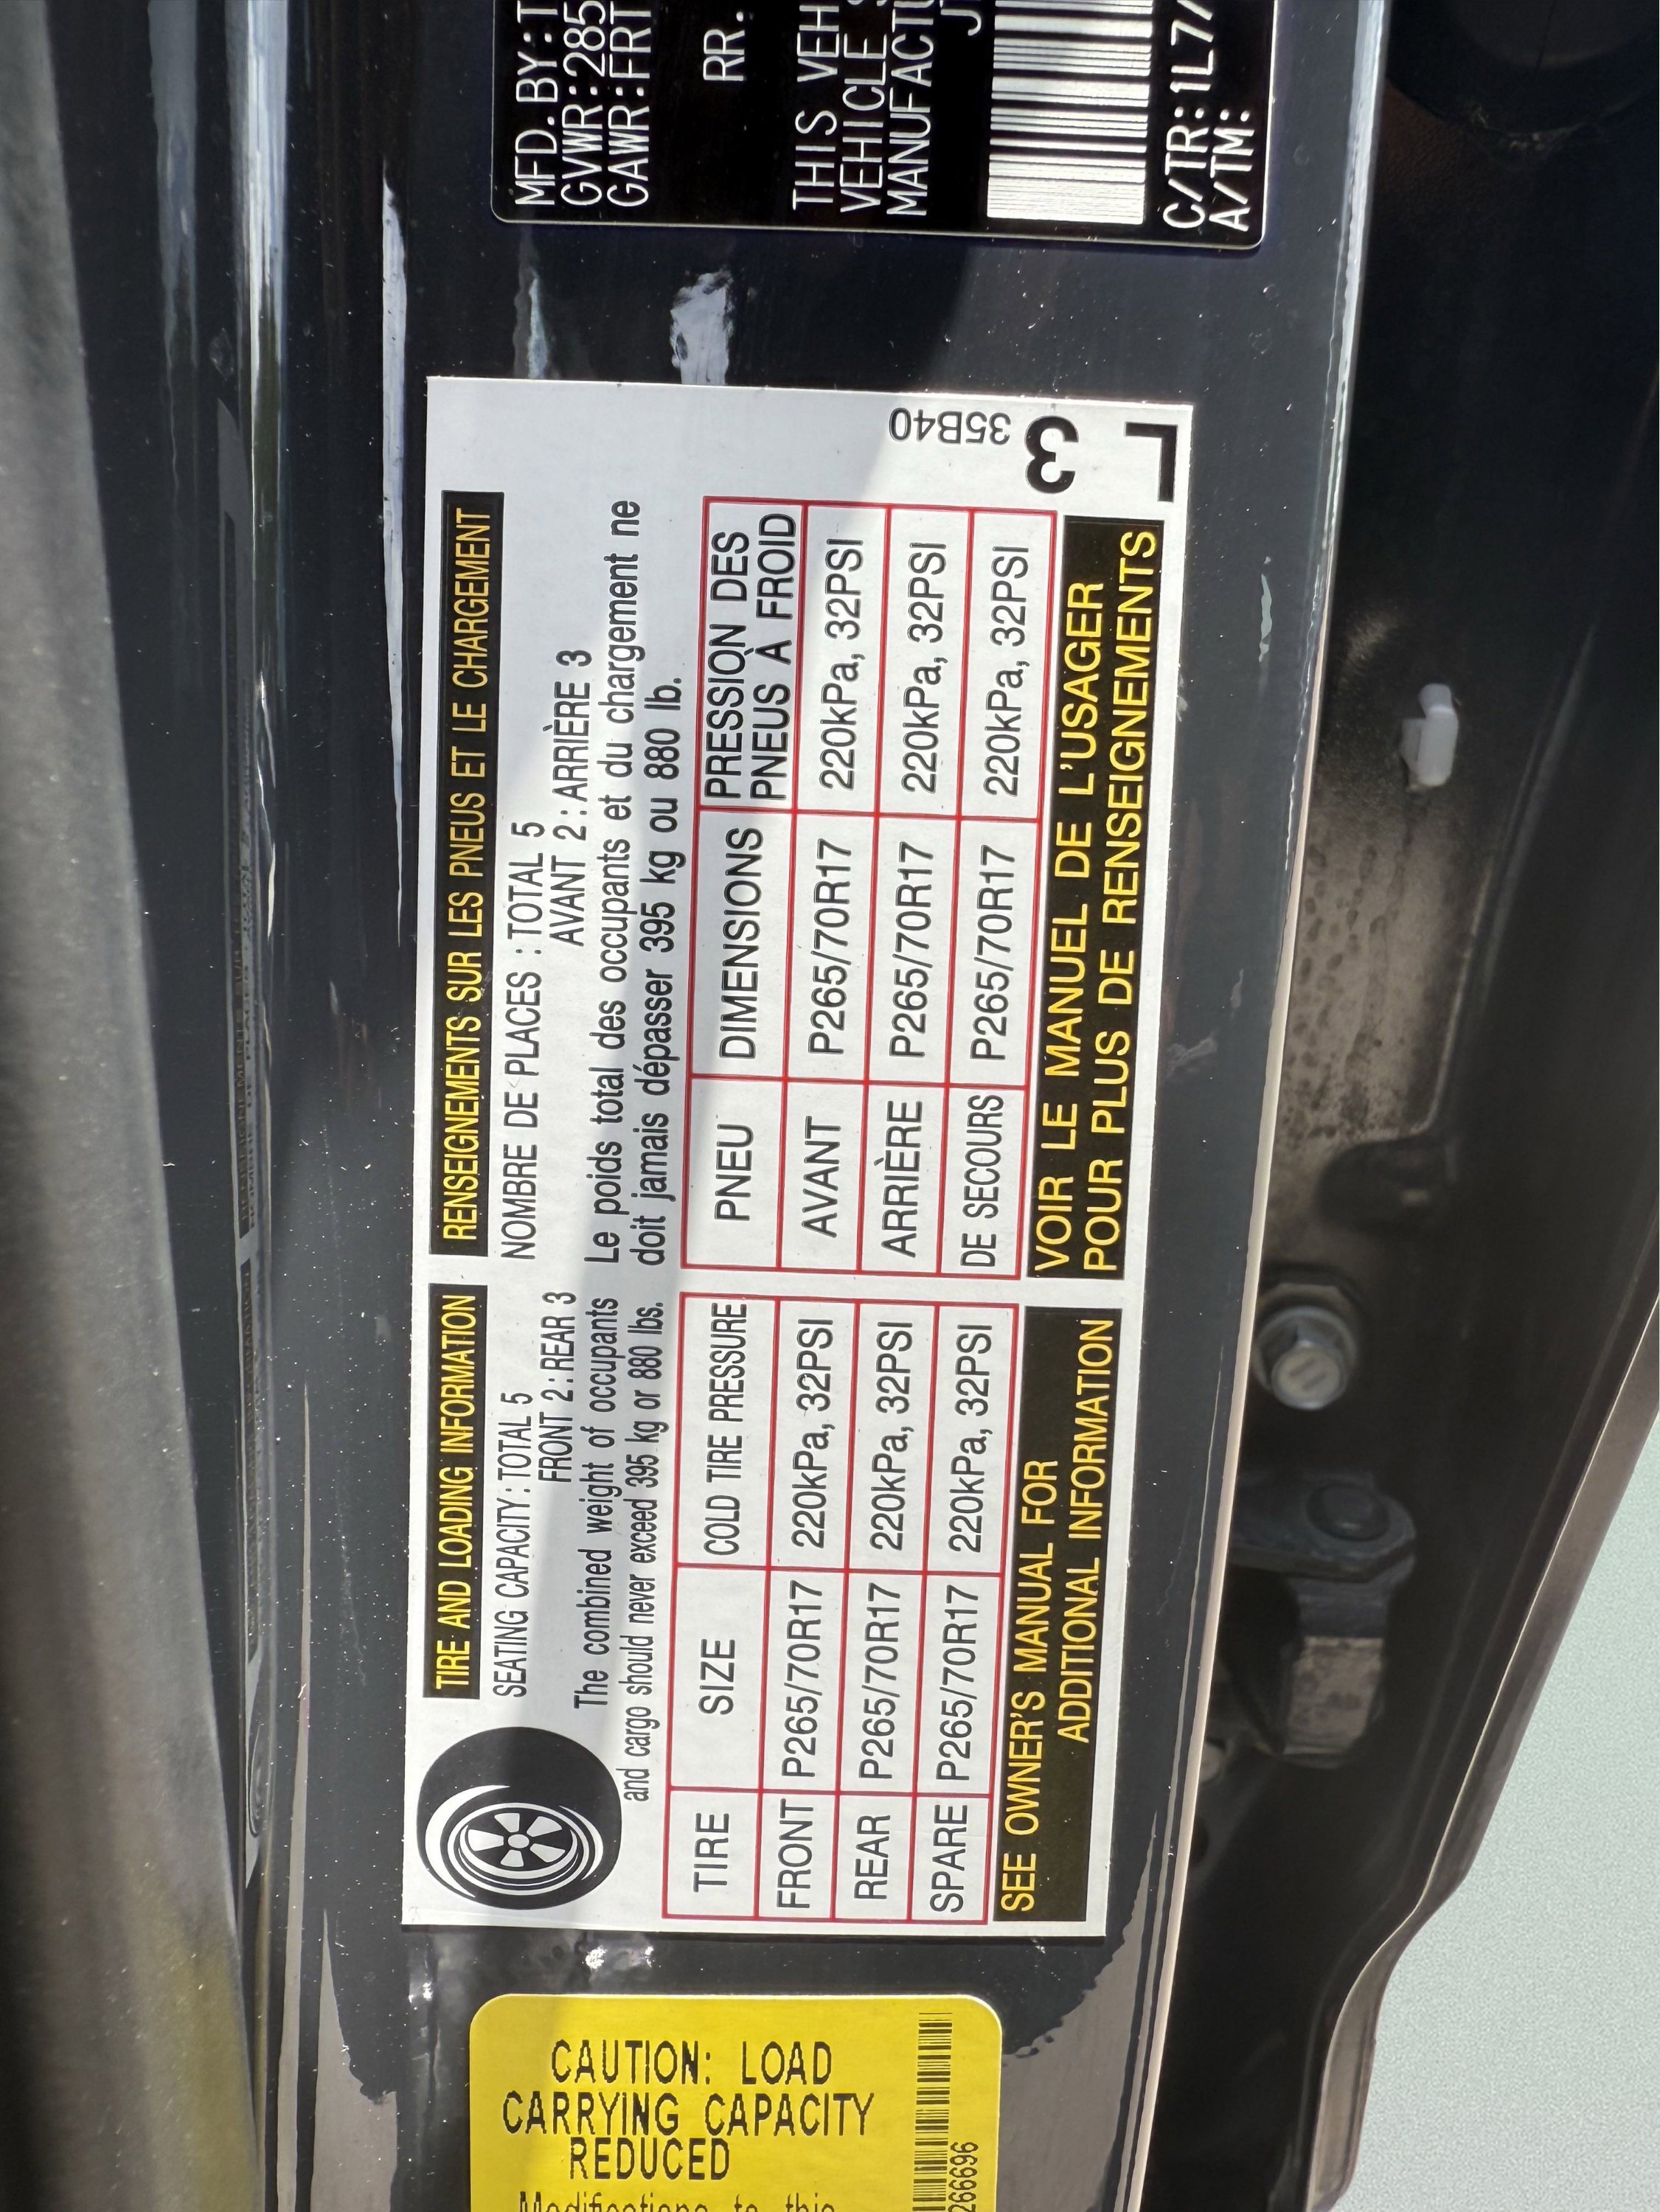 TIRE AND LOADING INFORMATION
SEATING CAPACITY: TOTAL 5
FRONT 2: REAR 3
The combined weight of occupants
and cargo should never exceed 395 kg or 880 lbs.
TIRE SIZE COLD TIRE PRESSURE
FRONT P265/70R17 220kPa, 32PSI
REAR P265/70R17 220kPa, 32PSI
SPARE P265/70R17 220kPa, 32PSI
SEE OWNER'S MANUAL FOR
ADDITIONAL INFORMATION
RENSEIGNEMENTS SUR LES PNEUS ET LE CHARGEMENT
NOMBRE DE PLACES : TOTAL 5
AVANT 2 : ARRIÈRE 3
Le poids total des occupants et du chargement ne
doit jamais dépasser 395 kg ou 880 lb.
PNEU DIMENSIONS PRESSION DES
PNEUS À FROID
AVANT P265/70R17 220kPa, 32PSI
ARRIÈRE P265/70R17 220kPa, 32PSI
DE SECOURS P265/70R17 220kPa, 32PSI
VOIR LE MANUEL DE L'USAGER
POUR PLUS DE RENSEIGNEMENTS
35B40
3
L
CAUTION: LOAD
CARRYING CAPACITY
REDUCED
Modifications to this
266696
MFD.BY:T
GVWR:285
GAWR:FRT
RR.
THIS VEH
VEHICLE S
MANUFACTU
C/TR:1L7/
A/TM: